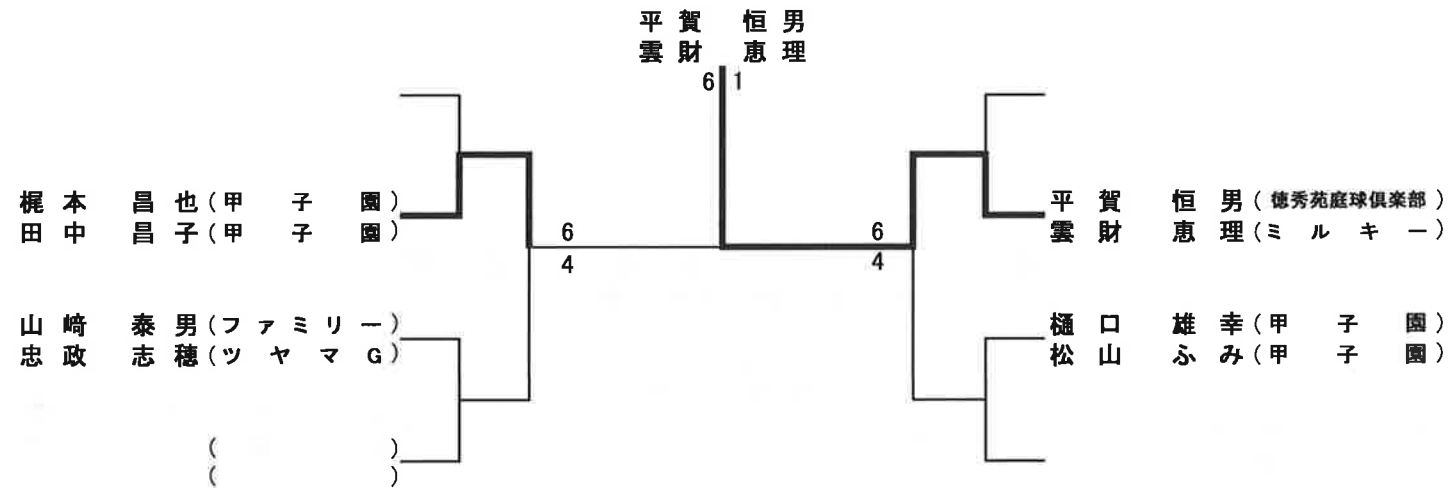 平賀 恒男
雲財 恵理
6 1
梶本 昌也(甲子園)
田中 昌子(甲子園)
6
4
山﨑 泰男(ファミリー)
忠政 志穂(ツヤマG)
( )
( )
6
4
平賀 恒男(徳秀苑庭球倶楽部)
雲財 恵理(ミルキー)
樋口 雄幸(甲子園)
松山 ふみ(甲子園)